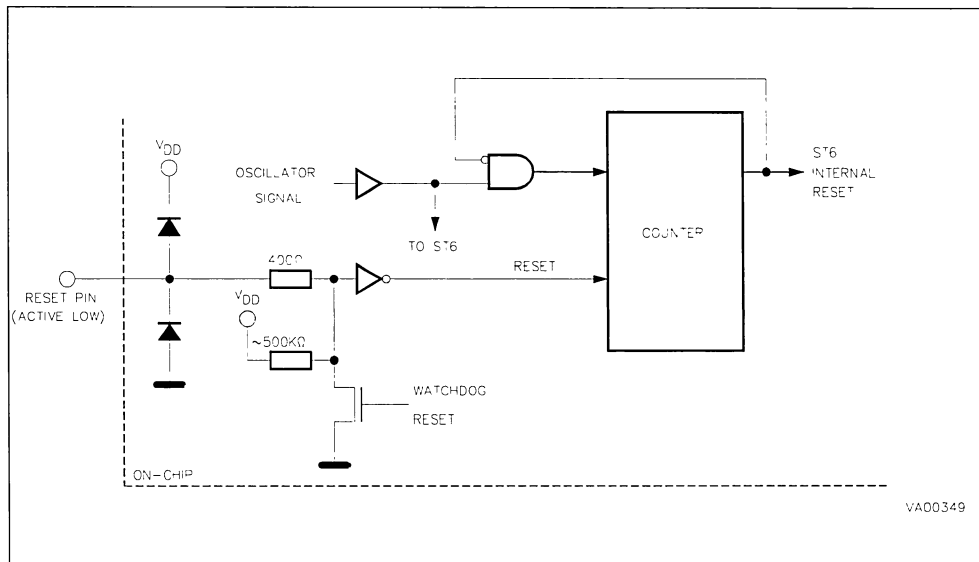 VDD
OSCILLATOR
SIGNAL
TO ST6
ST6
INTERNAL
RESET
COUNTER
400Ω
RESET
RESET PIN
(ACTIVE LOW)
VDD
~500KΩ
WATCHDOG
RESET
ON-CHIP
VA00349